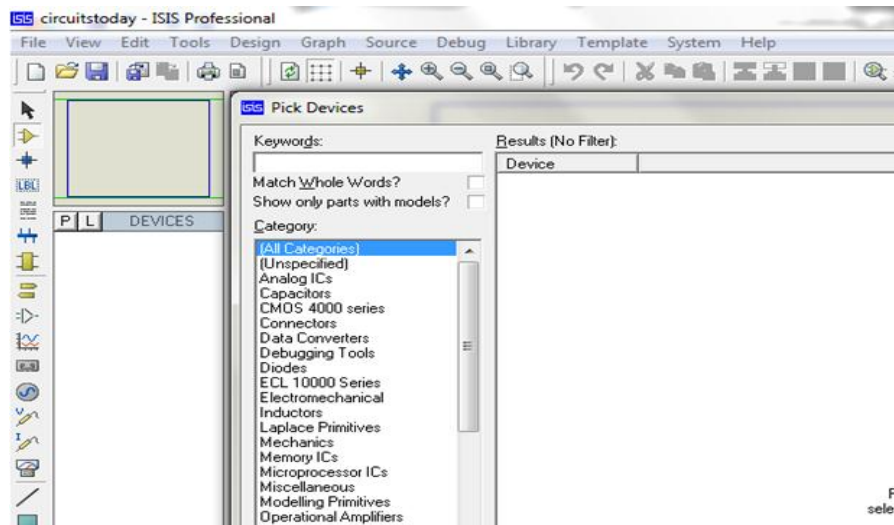 ISIS circuitstoday - ISIS Professional
File View Edit Tools Design Graph Source Debug Library Template System Help
ISIS Pick Devices
Keywords:
Results (No Filter):
Device
Match Whole Words?
Show only parts with models?
LBL
P L DEVICES
Category:
(All Categories)
(Unspecified)
Analog ICs
Capacitors
CMOS 4000 series
Connectors
Data Converters
Debugging Tools
Diodes
ECL 10000 Series
Electromechanical
Inductors
Laplace Primitives
Mechanics
Memory ICs
Microprocessor ICs
Miscellaneous
Modelling Primitives
Operational Amplifiers